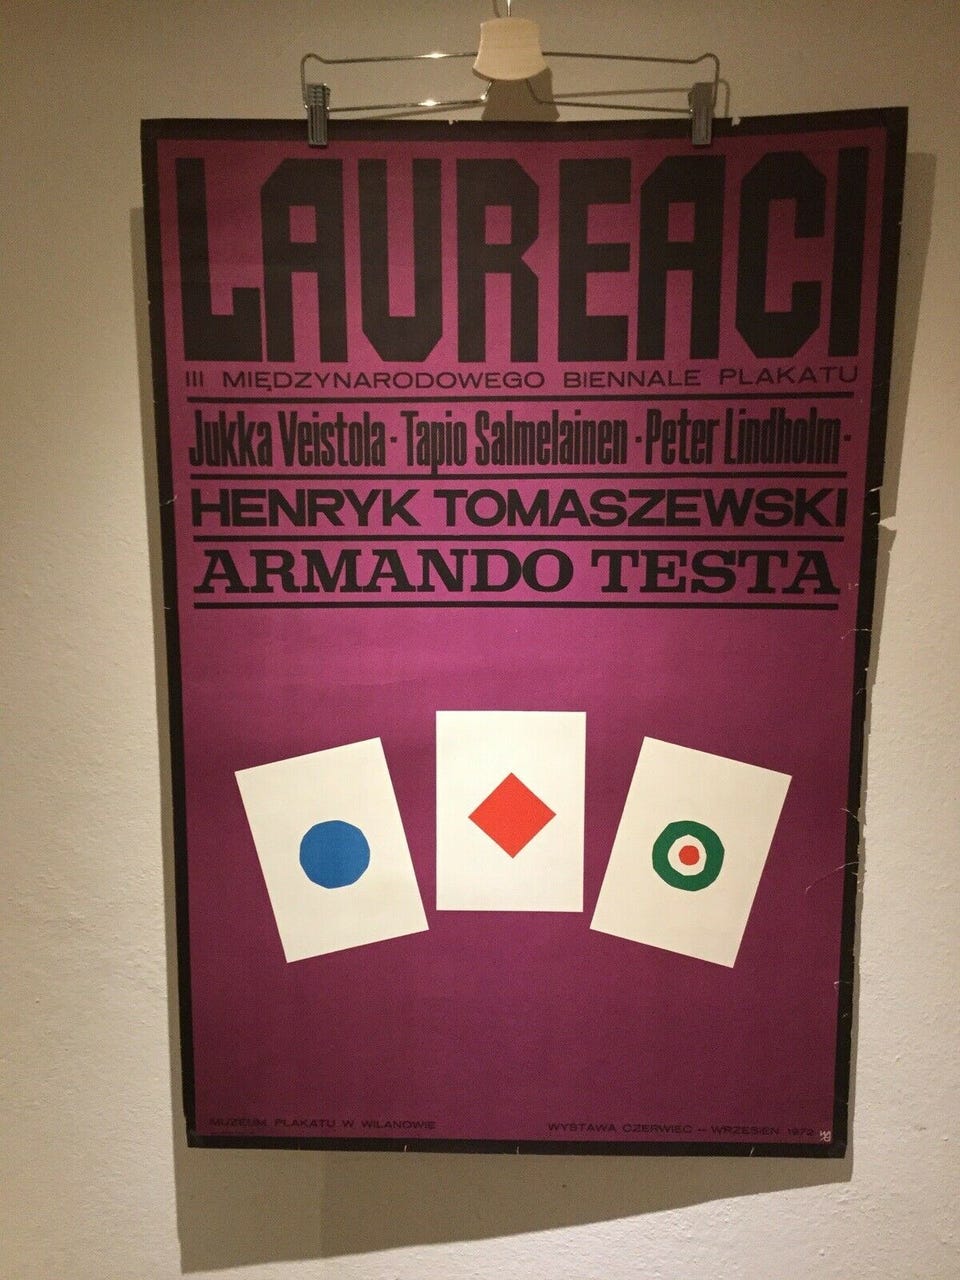 LAUREACI
III MIĘDZYNARODOWEGO BIENNALE PLAKATU
Jukka Veistola · Tapio Salmelainen · Peter Lindholm ·
HENRYK TOMASZEWSKI
ARMANDO TESTA
MUZEUM PLAKATU W WILANOWIE
WYSTAWA CZERWIEC – WRZESIEŃ 1972